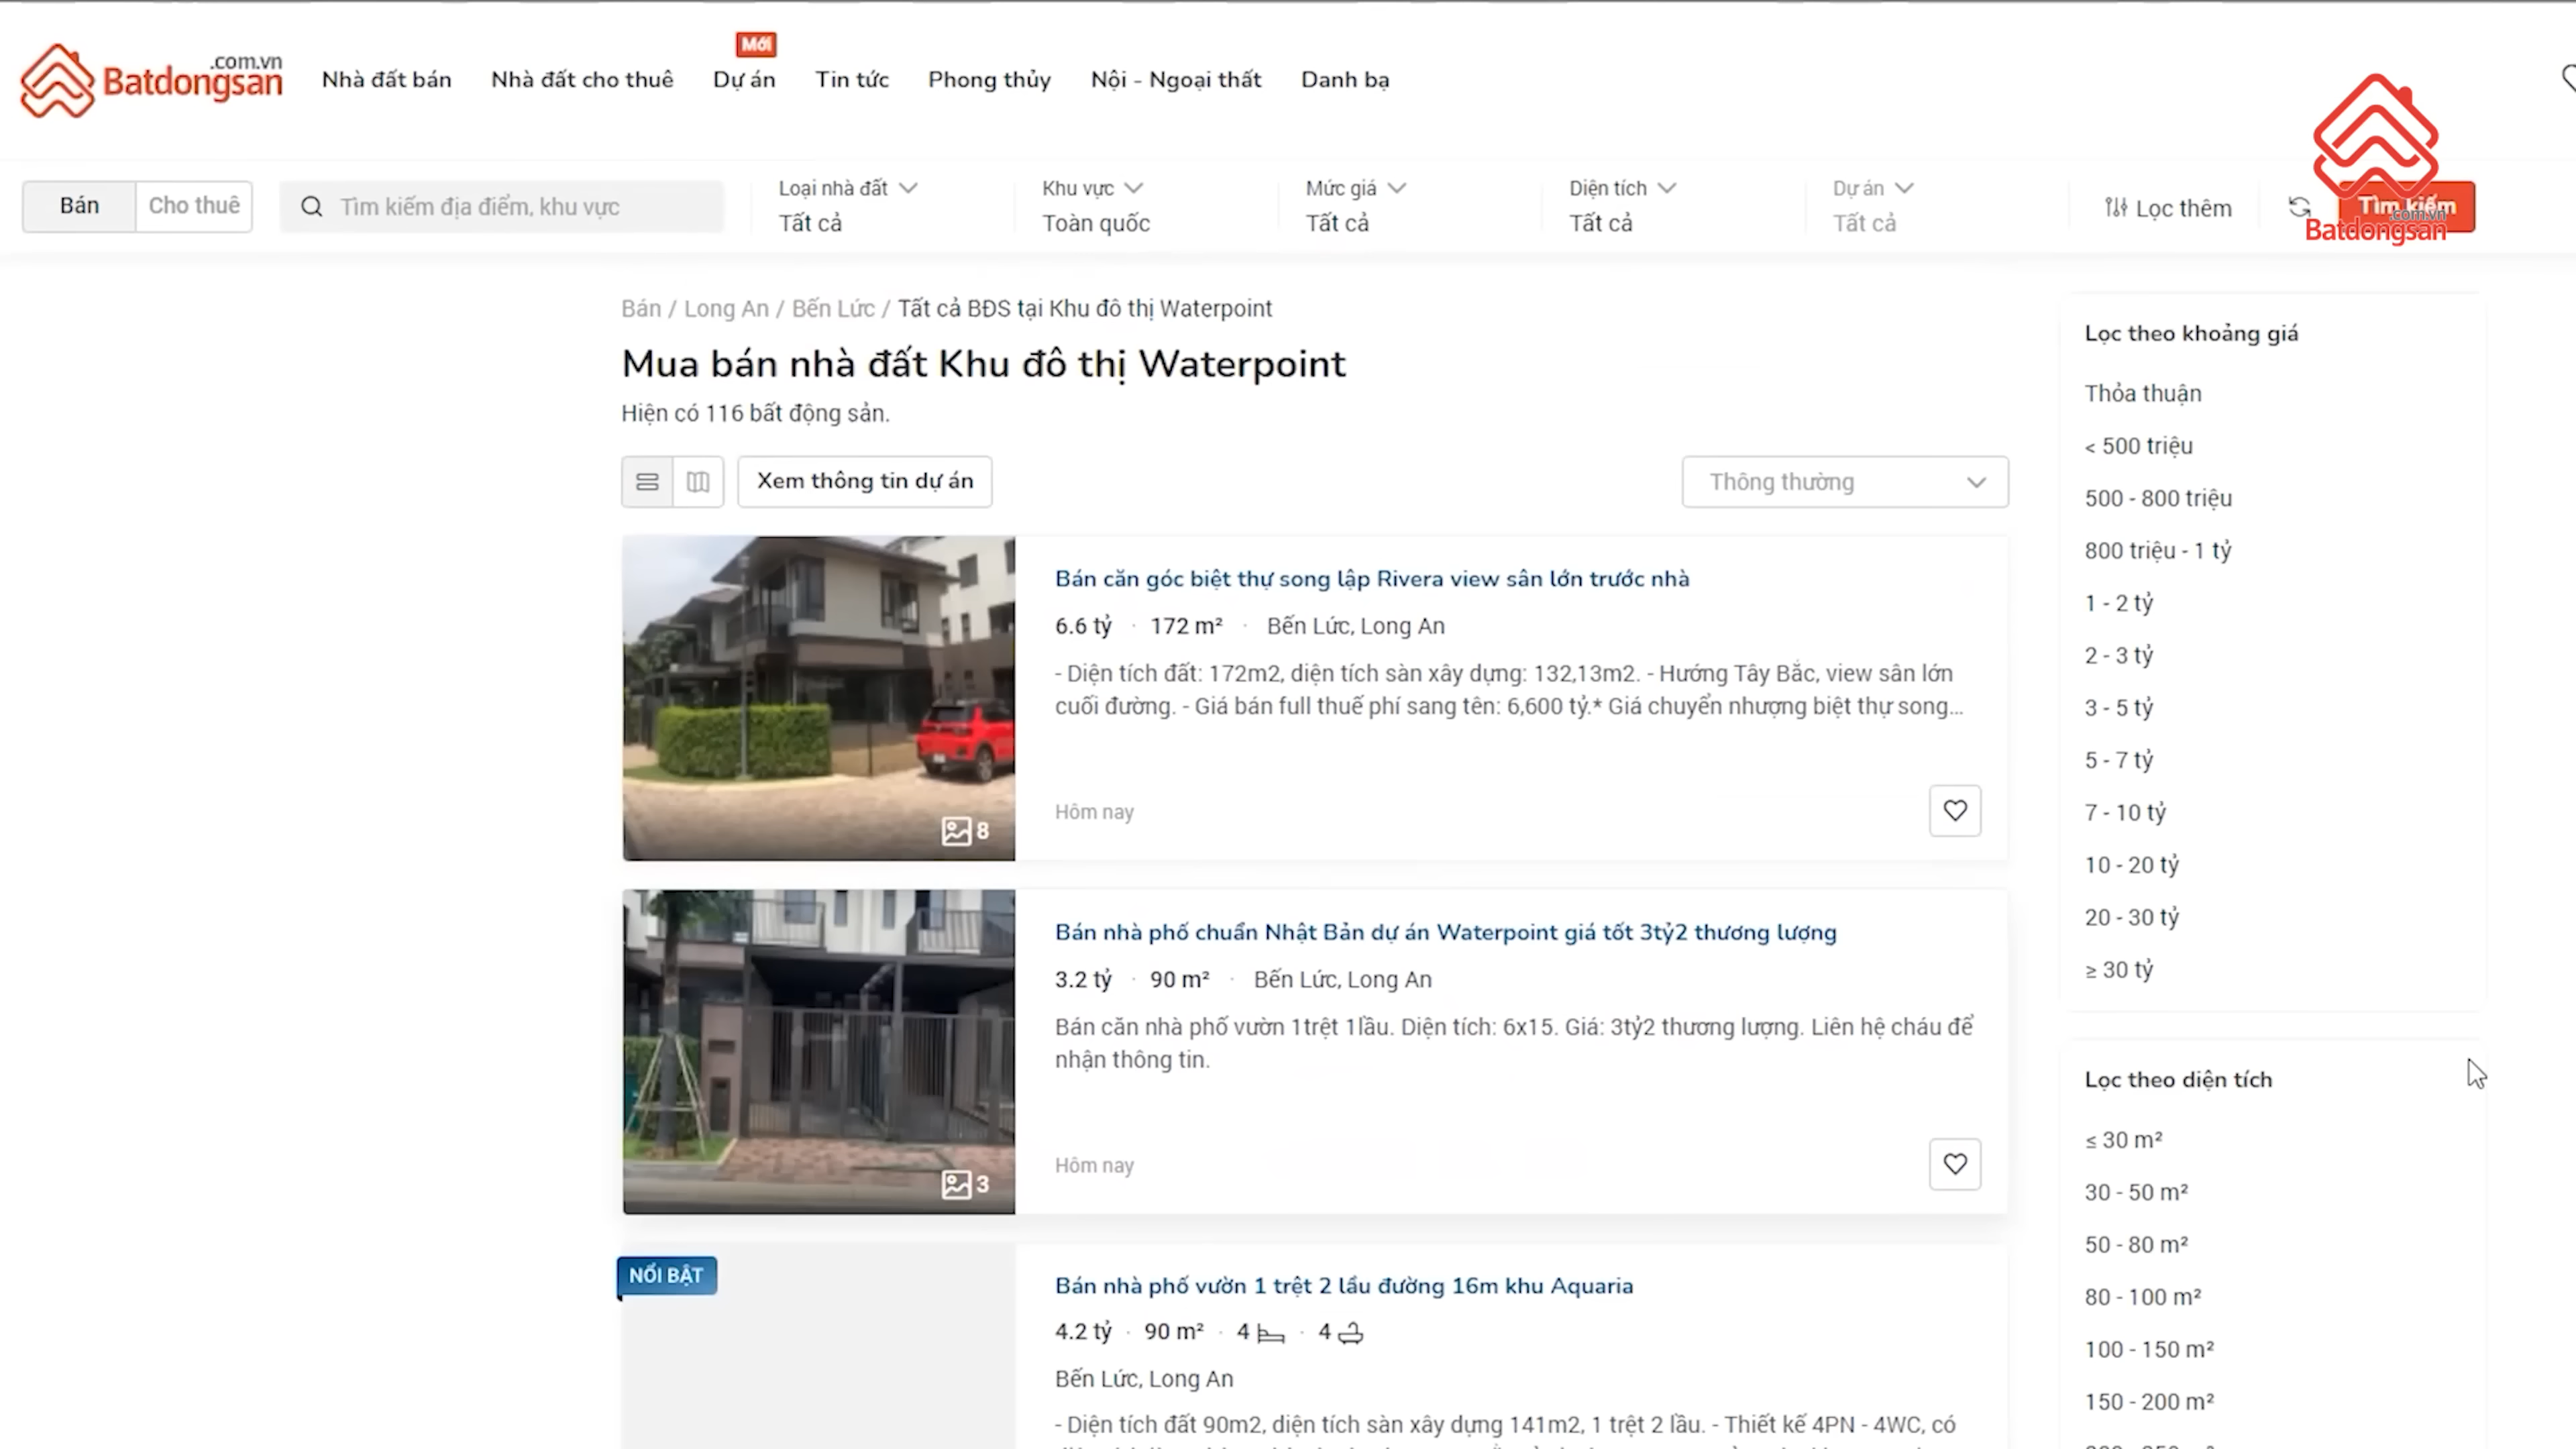 Batdongsan
.com.vn
Nhà đất bán
Nhà đất cho thuê
Mới
Dự án
Tin tức
Phong thủy
Nội - Ngoại thất
Danh bạ
Bán
Cho thuê
Tìm kiếm địa điểm, khu vực
Loại nhà đất
Tất cả
Khu vực
Toàn quốc
Mức giá
Tất cả
Diện tích
Tất cả
Dự án
Tất cả
Lọc thêm
Tìm kiếm
.com.vn
Batdongsan
Bán / Long An / Bến Lức / Tất cả BĐS tại Khu đô thị Waterpoint
Mua bán nhà đất Khu đô thị Waterpoint
Hiện có 116 bất động sản.
Xem thông tin dự án
Thông thường
Bán căn góc biệt thự song lập Rivera view sân lớn trước nhà
6.6 tỷ · 172 m² · Bến Lức, Long An
- Diện tích đất: 172m2, diện tích sàn xây dựng: 132,13m2. - Hướng Tây Bắc, view sân lớn
cuối đường. - Giá bán full thuế phí sang tên: 6,600 tỷ.* Giá chuyển nhượng biệt thự song...
Hôm nay
8
Bán nhà phố chuẩn Nhật Bản dự án Waterpoint giá tốt 3tỷ2 thương lượng
3.2 tỷ · 90 m² · Bến Lức, Long An
Bán căn nhà phố vườn 1trệt 1lầu. Diện tích: 6x15. Giá: 3tỷ2 thương lượng. Liên hệ cháu để
nhận thông tin.
Hôm nay
3
NỔI BẬT
Bán nhà phố vườn 1 trệt 2 lầu đường 16m khu Aquaria
4.2 tỷ · 90 m² · 4 · 4
Bến Lức, Long An
- Diện tích đất 90m2, diện tích sàn xây dựng 141m2, 1 trệt 2 lầu. - Thiết kế 4PN - 4WC, có
Lọc theo khoảng giá
Thỏa thuận
< 500 triệu
500 - 800 triệu
800 triệu - 1 tỷ
1 - 2 tỷ
2 - 3 tỷ
3 - 5 tỷ
5 - 7 tỷ
7 - 10 tỷ
10 - 20 tỷ
20 - 30 tỷ
≥ 30 tỷ
Lọc theo diện tích
≤ 30 m²
30 - 50 m²
50 - 80 m²
80 - 100 m²
100 - 150 m²
150 - 200 m²